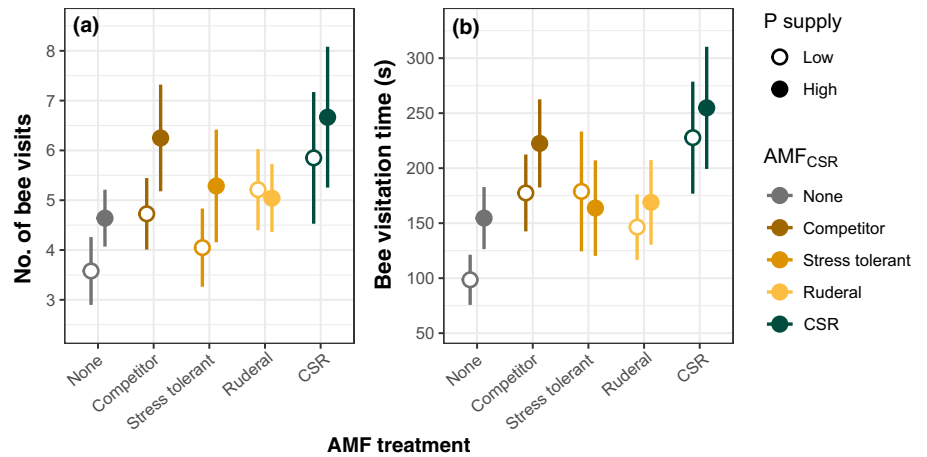 (a)
No. of bee visits
8
7
6
5
4
3
None
Competitor
Stress tolerant
Ruderal
CSR
(b)
Bee visitation time (s)
300
250
200
150
100
50
None
Competitor
Stress tolerant
Ruderal
CSR
AMF treatment
P supply
Low
High
AMFCSR
None
Competitor
Stress tolerant
Ruderal
CSR